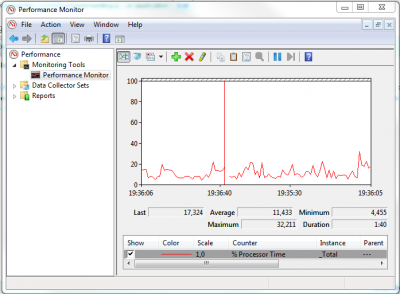 Performance Monitor
File Action View Window Help
Performance
Monitoring Tools
Performance Monitor
Data Collector Sets
Reports
100
80
60
40
20
0
19:36:06 19:36:40 19:35:30 19:36:05
Last 17,324 Average 11,433 Minimum 4,455
Maximum 32,211 Duration 1:40
Show Color Scale Counter Instance Parent
1,0 % Processor Time _Total